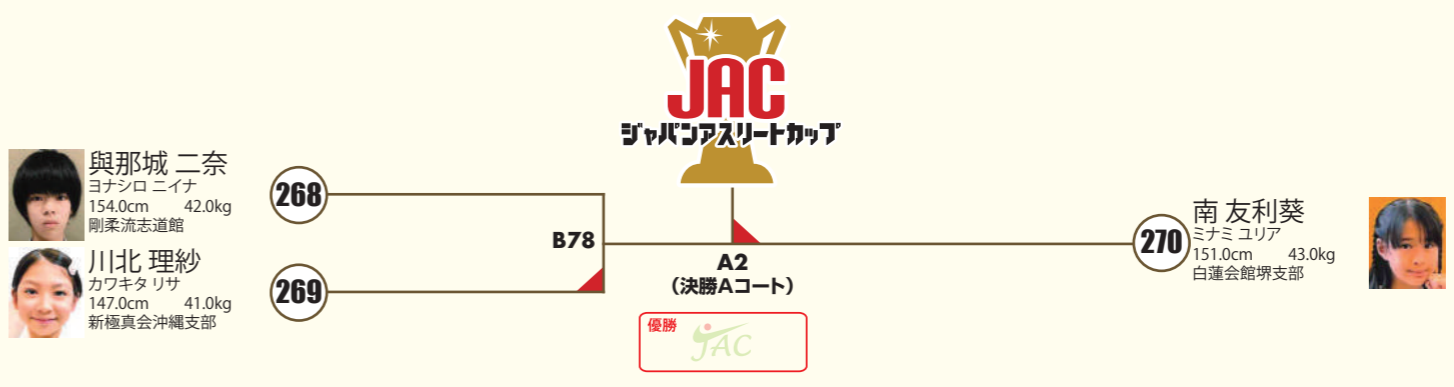 JAC
ジャパンアスリートカップ
與那城 二奈
ヨナシロ ニイナ
154.0cm 42.0kg
剛柔流志道館
268
川北 理紗
カワキタ リサ
147.0cm 41.0kg
新極真会沖縄支部
269
B78
A2
（決勝Aコート）
優勝
JAC
270
南 友利葵
ミナミ ユリア
151.0cm 43.0kg
白蓮会館堺支部